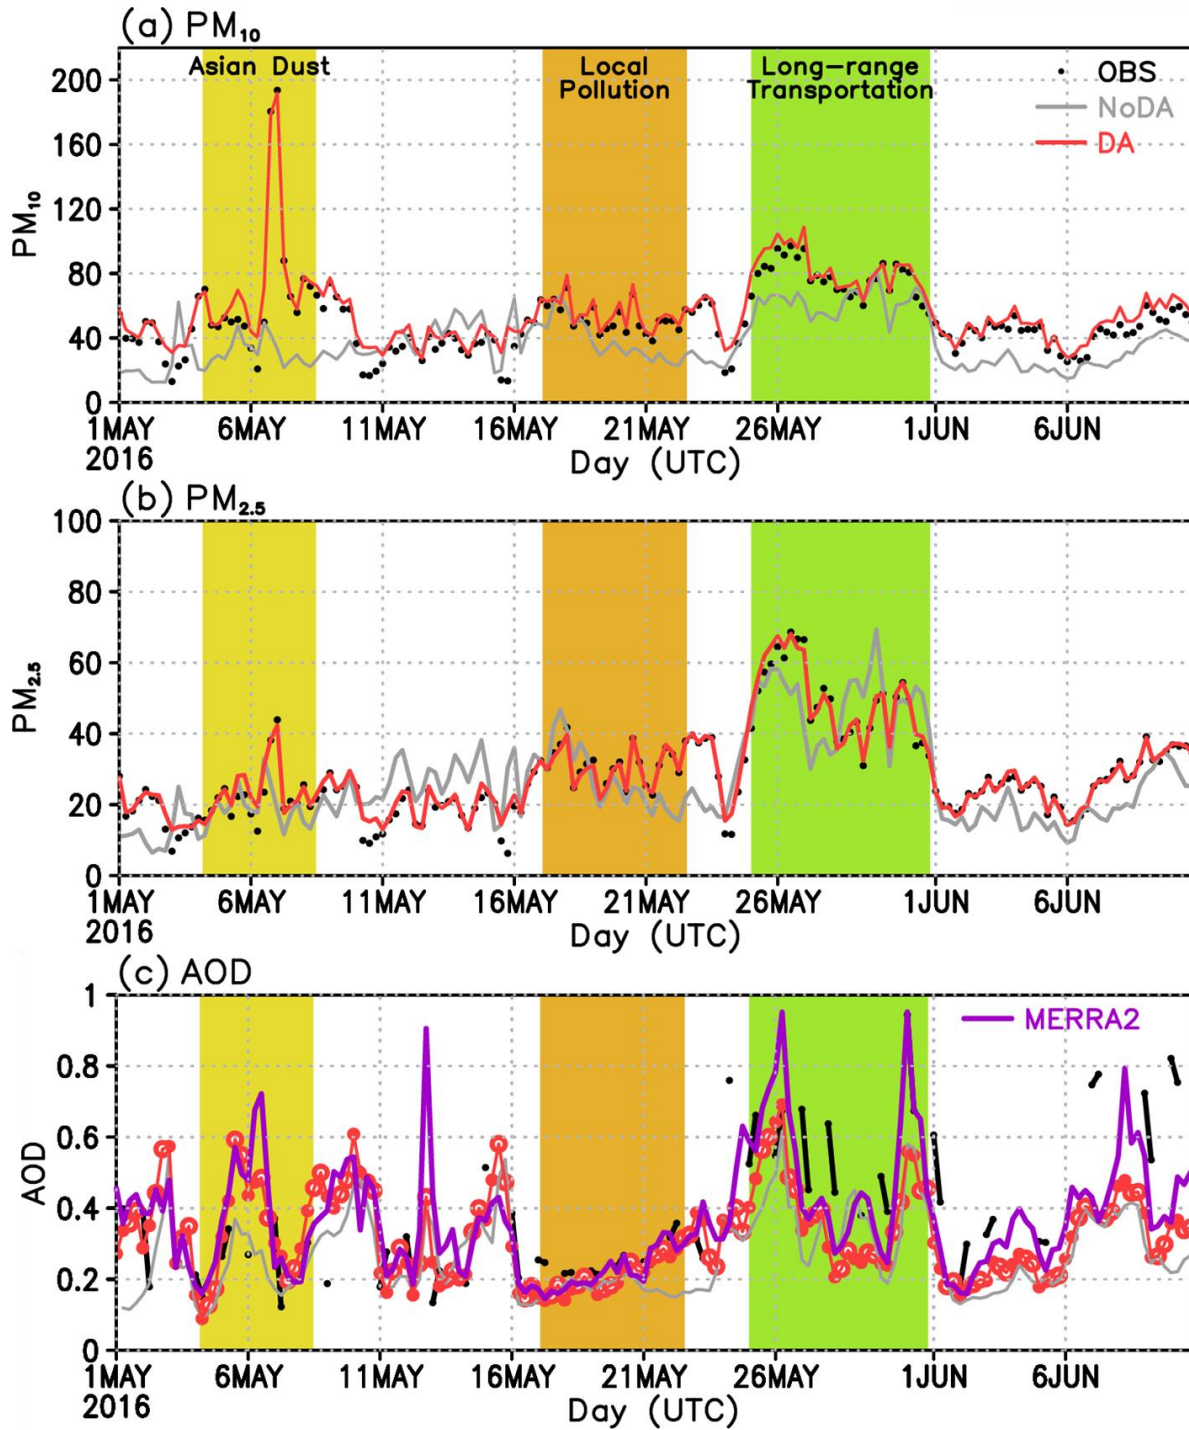 (a) PM10
Asian Dust
Local
Pollution
Long-range
Transportation
OBS
NoDA
DA
200
160
120
80
40
0
PM10
1MAY 6MAY 11MAY 16MAY 21MAY 26MAY 1JUN 6JUN
2016
Day (UTC)
(b) PM2.5
100
80
60
40
20
0
PM2.5
1MAY 6MAY 11MAY 16MAY 21MAY 26MAY 1JUN 6JUN
2016
Day (UTC)
(c) AOD
MERRA2
1
0.8
0.6
0.4
0.2
0
AOD
1MAY 6MAY 11MAY 16MAY 21MAY 26MAY 1JUN 6JUN
2016
Day (UTC)